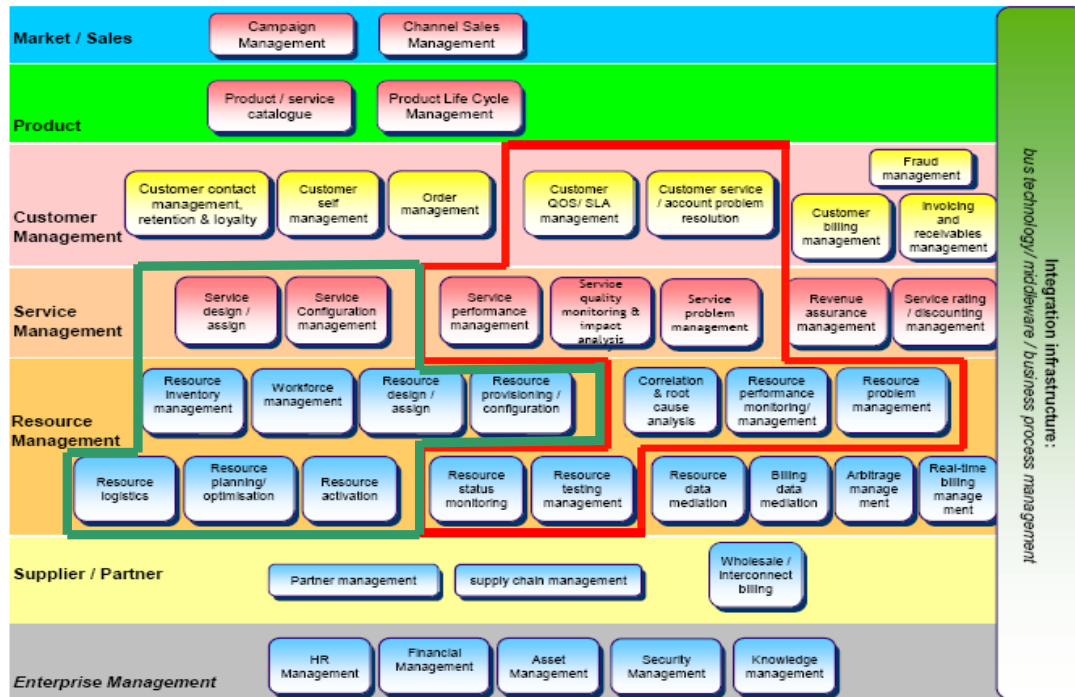 Market / Sales
Campaign
Management
Channel Sales
Management
Product
Product / service
catalogue
Product Life Cycle
Management
Customer
Management
Customer contact
management,
retention & loyalty
Customer
self
management
Order
management
Customer
QOS/ SLA
management
Customer service
/ account problem
resolution
Fraud
management
Customer
billing
management
Invoicing
and
receivables
management
Service
Management
Service
design /
assign
Service
Configuration
management
Service
performance
management
Service
quality
monitoring &
impact
analysis
Service
problem
management
Revenue
assurance
management
Service rating
/ discounting
management
Resource
Management
Resource
Inventory
management
Workforce
management
Resource
design /
assign
Resource
provisioning /
configuration
Correlation
& root
cause
analysis
Resource
performance
monitoring/
management
Resource
problem
management
Resource
logistics
Resource
planning/
optimisation
Resource
activation
Resource
status
monitoring
Resource
testing
management
Resource
data
mediation
Billing
data
mediation
Arbitrage
manage
ment
Real-time
billing
manage
ment
Supplier / Partner
Partner management
supply chain management
Wholesale /
Interconnect
billing
Enterprise Management
HR
Management
Financial
Management
Asset
Management
Security
Management
Knowledge
management
Integration infrastructure:
bus technology/ middleware / business process management